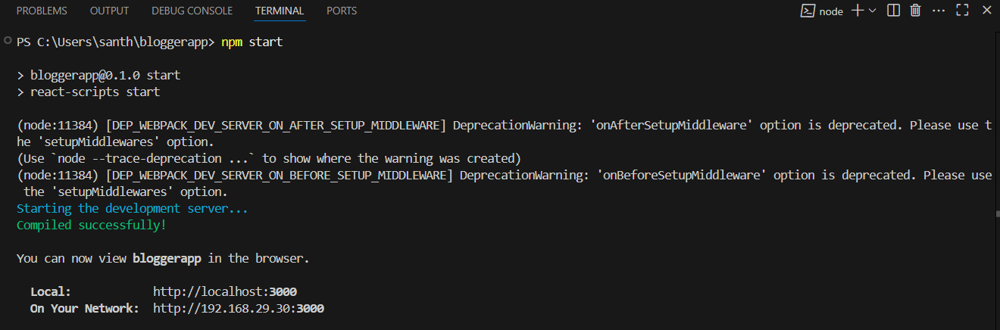 PROBLEMS OUTPUT DEBUG CONSOLE TERMINAL PORTS node
PS C:\Users\santh\bloggerapp> npm start
> bloggerapp@0.1.0 start
> react-scripts start
(node:11384) [DEP_WEBPACK_DEV_SERVER_ON_AFTER_SETUP_MIDDLEWARE] DeprecationWarning: 'onAfterSetupMiddleware' option is deprecated. Please use t
he 'setupMiddlewares' option.
(Use `node --trace-deprecation ...` to show where the warning was created)
(node:11384) [DEP_WEBPACK_DEV_SERVER_ON_BEFORE_SETUP_MIDDLEWARE] DeprecationWarning: 'onBeforeSetupMiddleware' option is deprecated. Please use
 the 'setupMiddlewares' option.
Starting the development server...
Compiled successfully!
You can now view bloggerapp in the browser.
Local: http://localhost:3000
On Your Network: http://192.168.29.30:3000